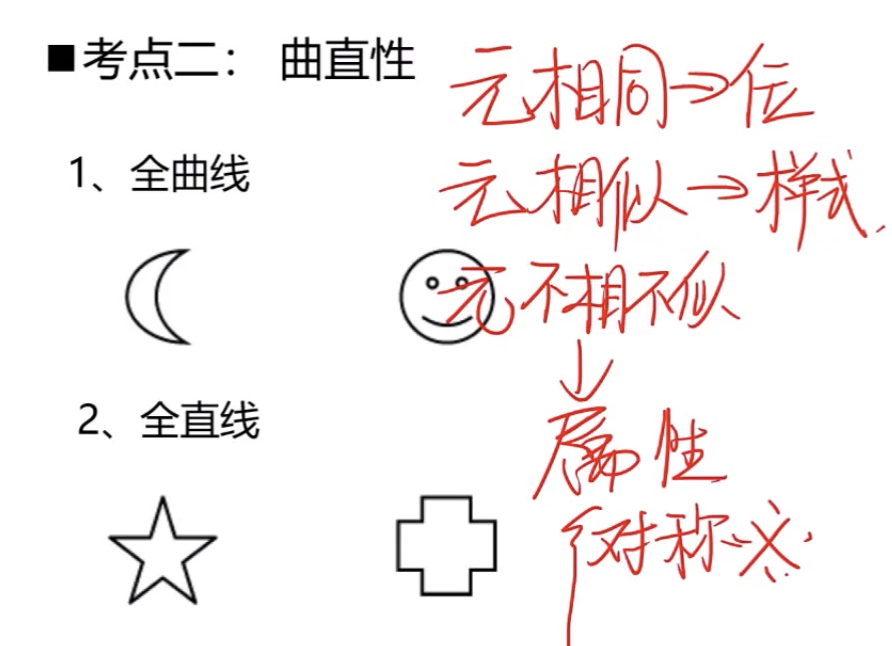 ■考点二： 曲直性
元相同→位
1、全曲线
元相似→样式
元不相不似
↓
2、全直线
属性
对称※